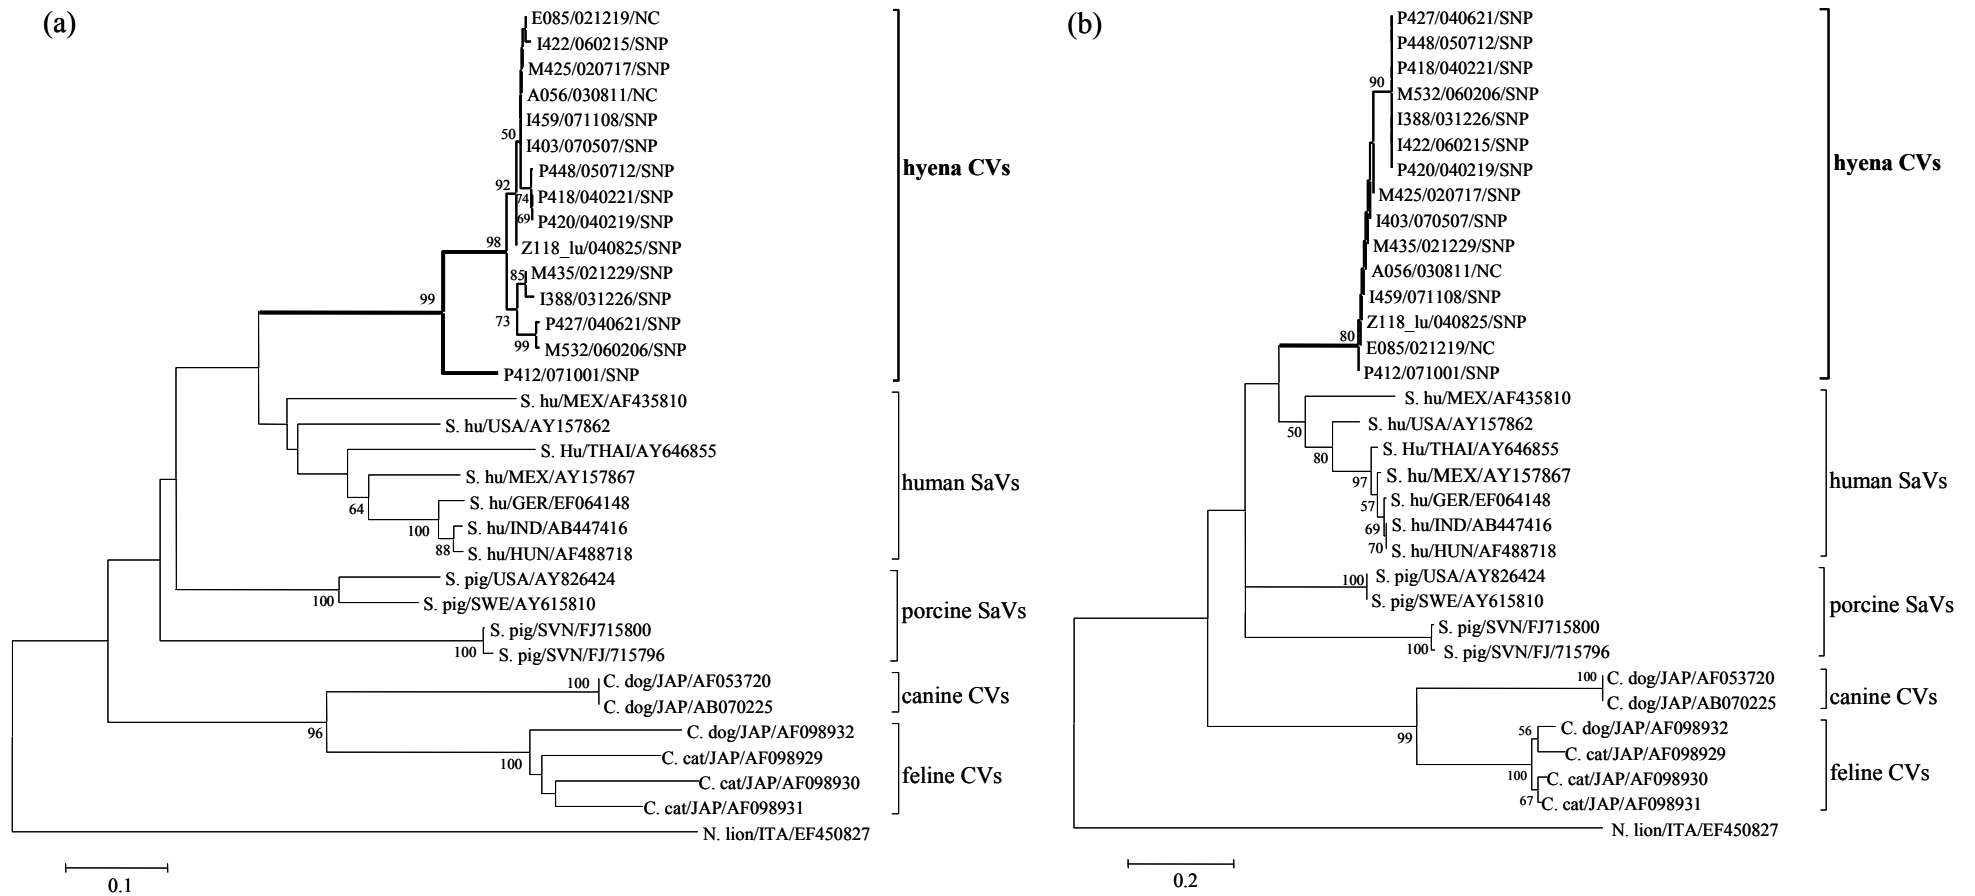 (a)
E085/021219/NC
I422/060215/SNP
M425/020717/SNP
A056/030811/NC
I459/071108/SNP
50
I403/070507/SNP
P448/050712/SNP
hyena CVs
92
74
P418/040221/SNP
69
P420/040219/SNP
98
Z118_lu/040825/SNP
85
M435/021229/SNP
99
I388/031226/SNP
73
P427/040621/SNP
99
M532/060206/SNP
P412/071001/SNP
S. hu/MEX/AF435810
S. hu/USA/AY157862
S. Hu/THAI/AY646855
S. hu/MEX/AY157867
human SaVs
64
S. hu/GER/EF064148
100
S. hu/IND/AB447416
88
S. hu/HUN/AF488718
S. pig/USA/AY826424
100
S. pig/SWE/AY615810
porcine SaVs
S. pig/SVN/FJ715800
100
S. pig/SVN/FJ/715796
100
C. dog/JAP/AF053720
canine CVs
C. dog/JAP/AB070225
96
C. dog/JAP/AF098932
100
C. cat/JAP/AF098929
feline CVs
C. cat/JAP/AF098930
C. cat/JAP/AF098931
N. lion/ITA/EF450827
0.1
(b)
P427/040621/SNP
P448/050712/SNP
P418/040221/SNP
90
M532/060206/SNP
I388/031226/SNP
I422/060215/SNP
hyena CVs
P420/040219/SNP
M425/020717/SNP
I403/070507/SNP
M435/021229/SNP
A056/030811/NC
I459/071108/SNP
Z118_lu/040825/SNP
80
E085/021219/NC
P412/071001/SNP
S. hu/MEX/AF435810
50
S. hu/USA/AY157862
80
S. Hu/THAI/AY646855
97
S. hu/MEX/AY157867
human SaVs
57
S. hu/GER/EF064148
69
S. hu/IND/AB447416
70
S. hu/HUN/AF488718
100
S. pig/USA/AY826424
S. pig/SWE/AY615810
porcine SaVs
S. pig/SVN/FJ715800
100
S. pig/SVN/FJ/715796
100
C. dog/JAP/AF053720
canine CVs
C. dog/JAP/AB070225
99
56
C. dog/JAP/AF098932
C. cat/JAP/AF098929
feline CVs
100
C. cat/JAP/AF098930
67
C. cat/JAP/AF098931
N. lion/ITA/EF450827
0.2